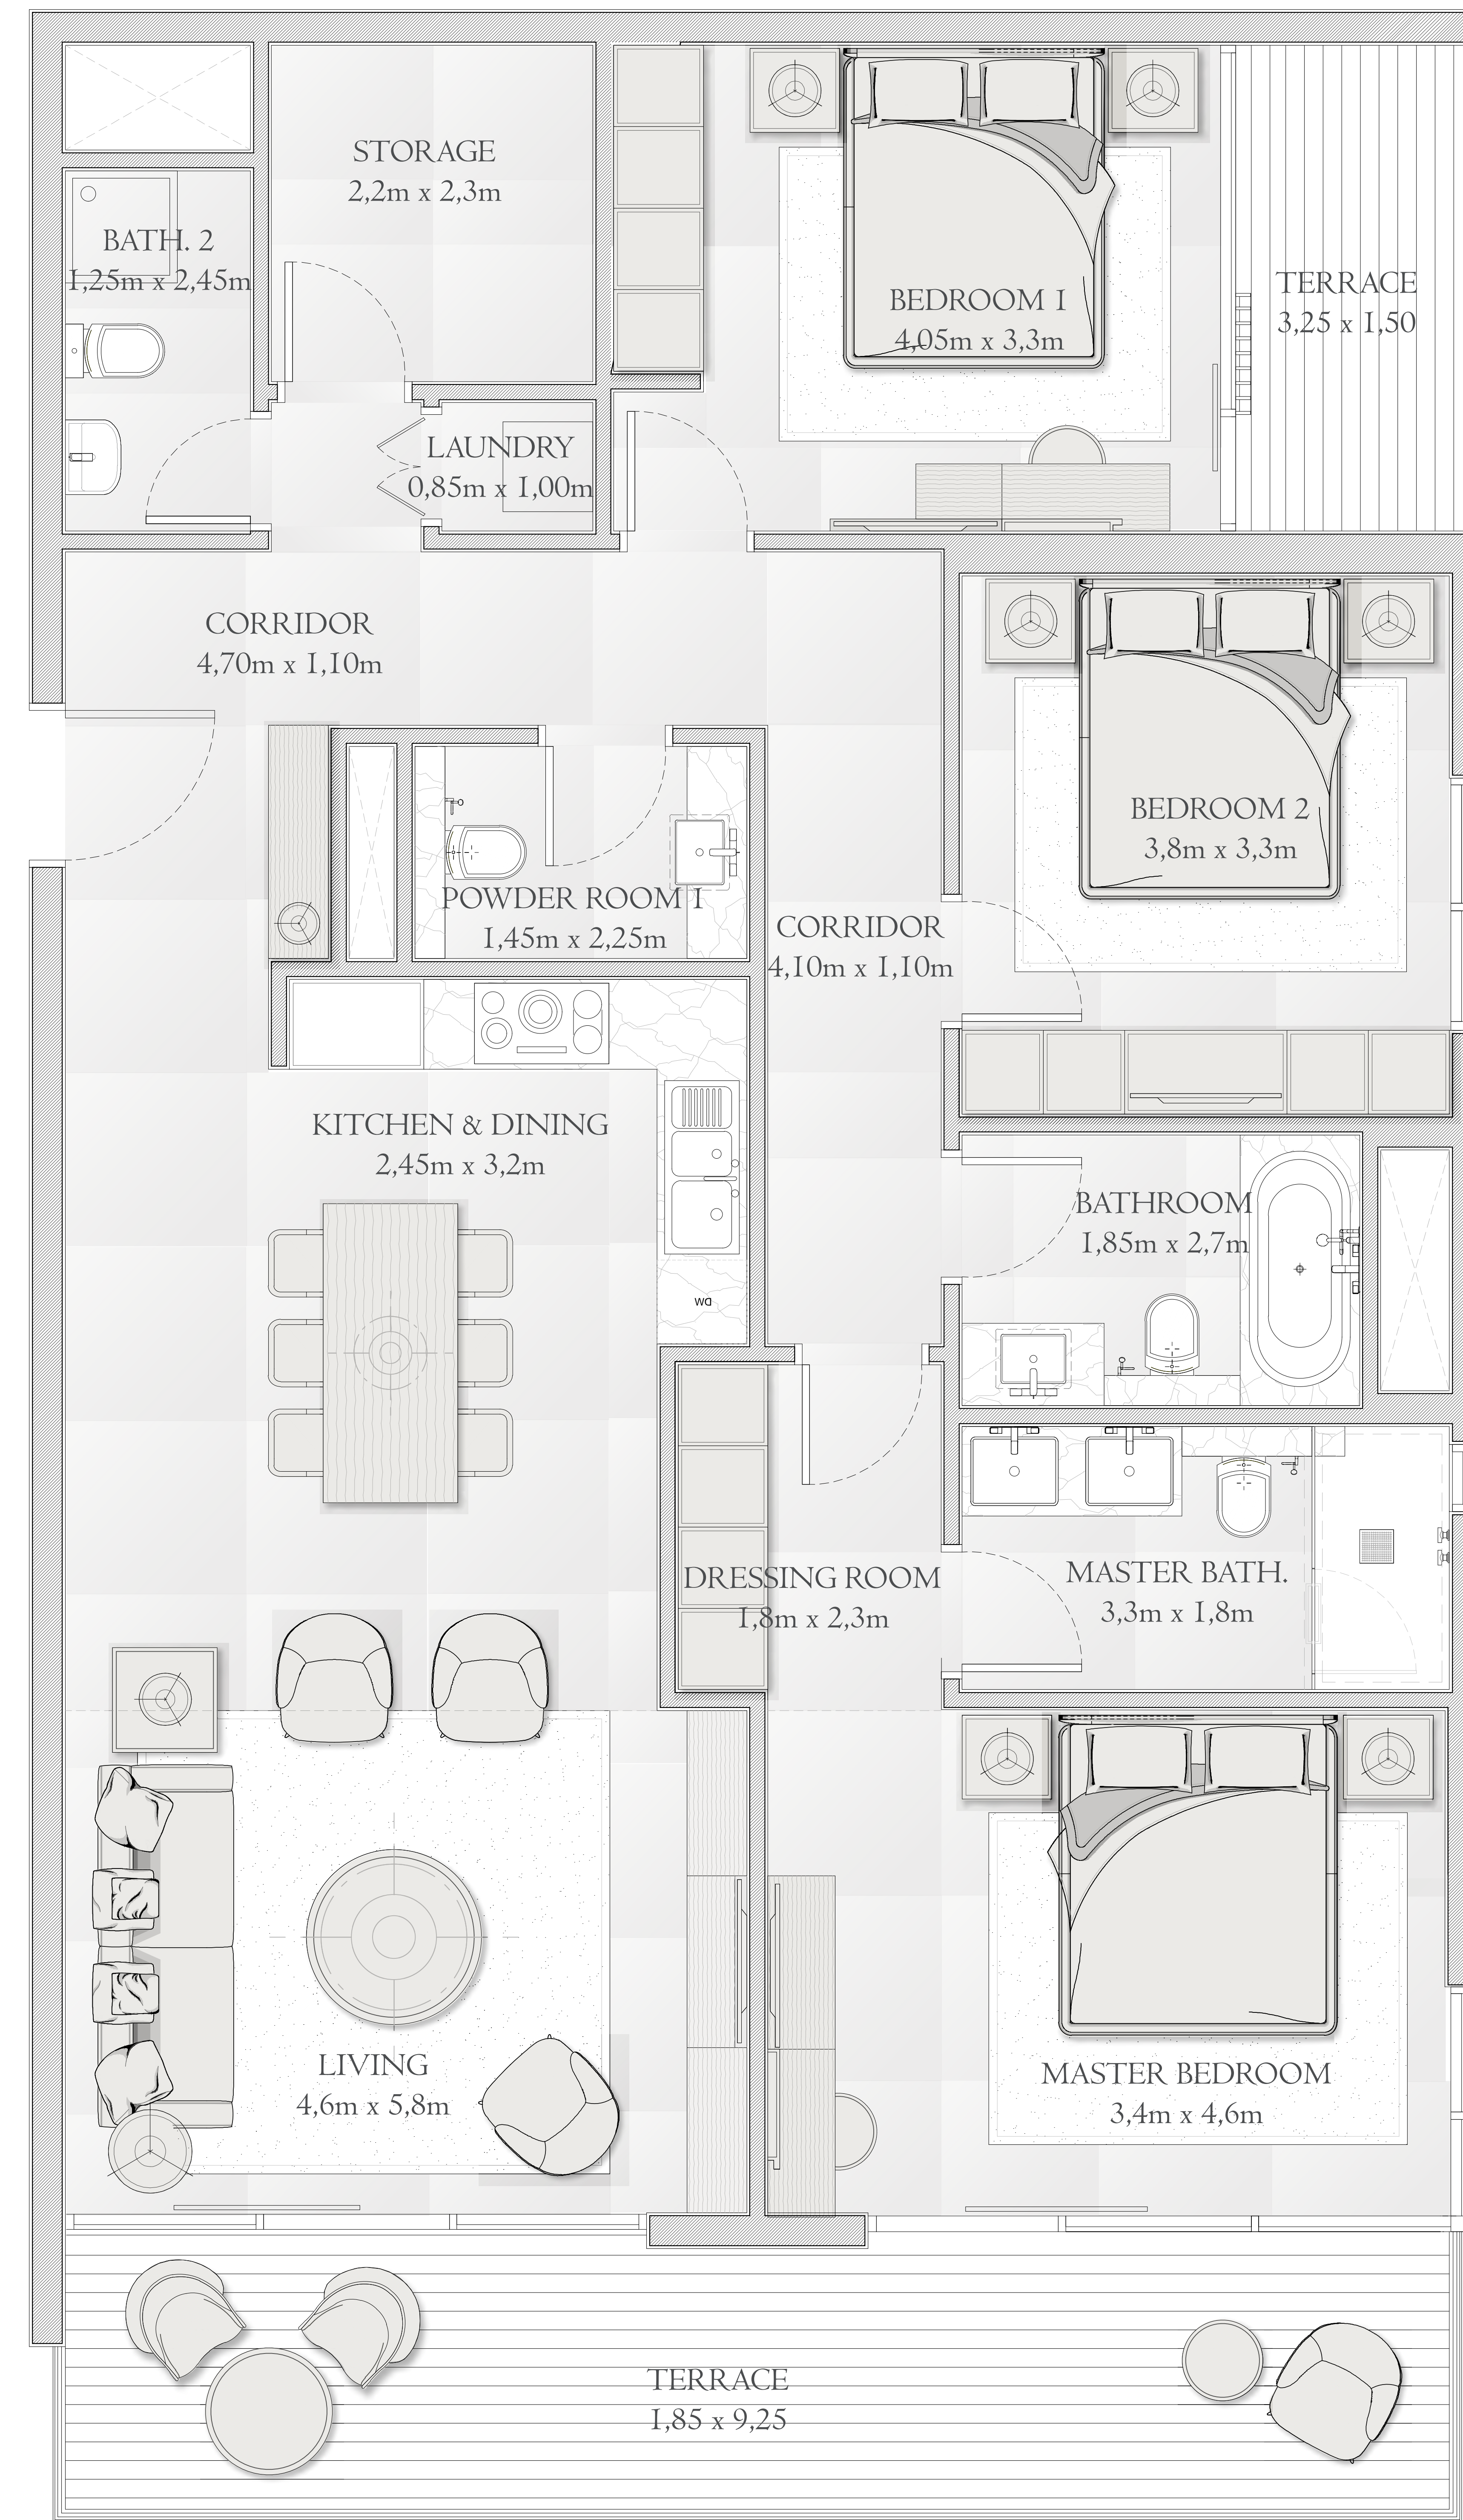 STORAGE
2,2m x 2,3m
BATH. 2
1,25m x 2,45m
BEDROOM 1
4,05m x 3,3m
TERRACE
3,25 x 1,50
LAUNDRY
0,85m x 1,00m
CORRIDOR
4,70m x 1,10m
BEDROOM 2
3,8m x 3,3m
POWDER ROOM 1
1,45m x 2,25m
CORRIDOR
4,10m x 1,10m
KITCHEN & DINING
2,45m x 3,2m
BATHROOM
1,85m x 2,7m
DW
DRESSING ROOM
1,8m x 2,3m
MASTER BATH.
3,3m x 1,8m
LIVING
4,6m x 5,8m
MASTER BEDROOM
3,4m x 4,6m
TERRACE
1,85 x 9,25